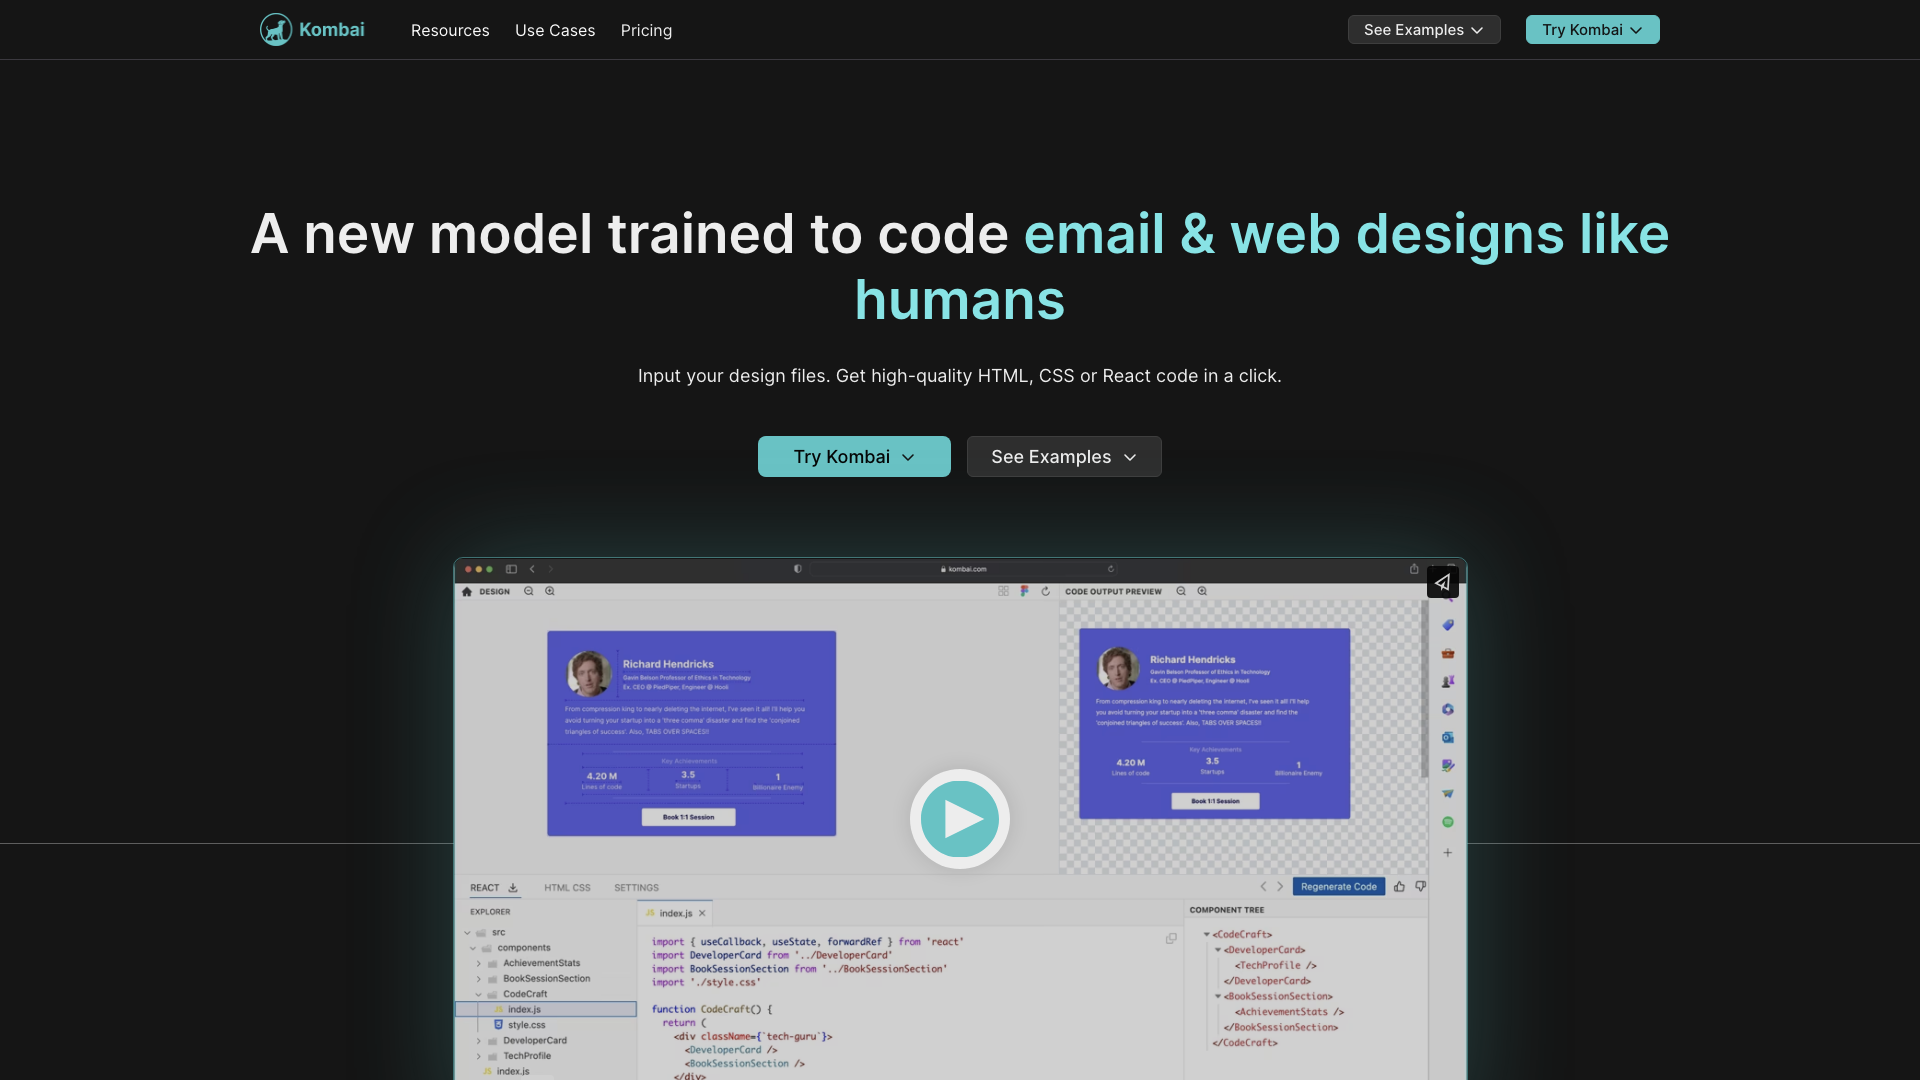 Kombai
Resources
Use Cases
Pricing
See Examples
Try Kombai
A new model trained to code email & web designs like
humans
Input your design files. Get high-quality HTML, CSS or React code in a click.
Try Kombai
See Examples
kombai.com
DESIGN
CODE OUTPUT PREVIEW
Richard Hendricks
Gavin Belson Professor of Ethics in Technology
Ex. CEO @ PiedPiper, Engineer @ Hooli
From compression king to nearly deleting the internet, I've seen it all! I'll help you
avoid turning your startup into a 'three comma' disaster and find the 'conjoined
triangles of success'. Also, TABS OVER SPACES!!
Key Achievements
4.20 M
Lines of code
3.5
Startups
1
Billionaire Enemy
Book 1:1 Session
Richard Hendricks
Gavin Belson Professor of Ethics in Technology
Ex. CEO @ PiedPiper, Engineer @ Hooli
From compression king to nearly deleting the internet, I've seen it all! I'll help
you avoid turning your startup into a 'three comma' disaster and find the
'conjoined triangles of success'. Also, TABS OVER SPACES!!
Key Achievements
4.20 M
Lines of code
3.5
Startups
1
Billionaire Enemy
Book 1:1 Session
REACT
HTML CSS
SETTINGS
Regenerate Code
EXPLORER
src
components
AchievementStats
BookSessionSection
CodeCraft
JS index.js
style.css
DeveloperCard
TechProfile
JS index.js
JS index.js
import { useCallback, useState, forwardRef } from 'react'
import DeveloperCard from '../DeveloperCard'
import BookSessionSection from '../BookSessionSection'
import './style.css'
function CodeCraft() {
return (
<div className={`tech-guru`}>
<DeveloperCard />
<BookSessionSection />
</div>
COMPONENT TREE
<CodeCraft>
<DeveloperCard>
<TechProfile />
</DeveloperCard>
<BookSessionSection>
<AchievementStats />
</BookSessionSection>
</CodeCraft>